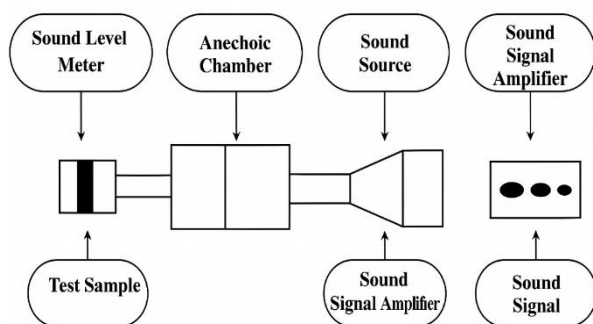 Sound Level
Meter
Anechoic
Chamber
Sound
Source
Sound
Signal
Amplifier
Test Sample
Sound
Signal Amplifier
Sound
Signal